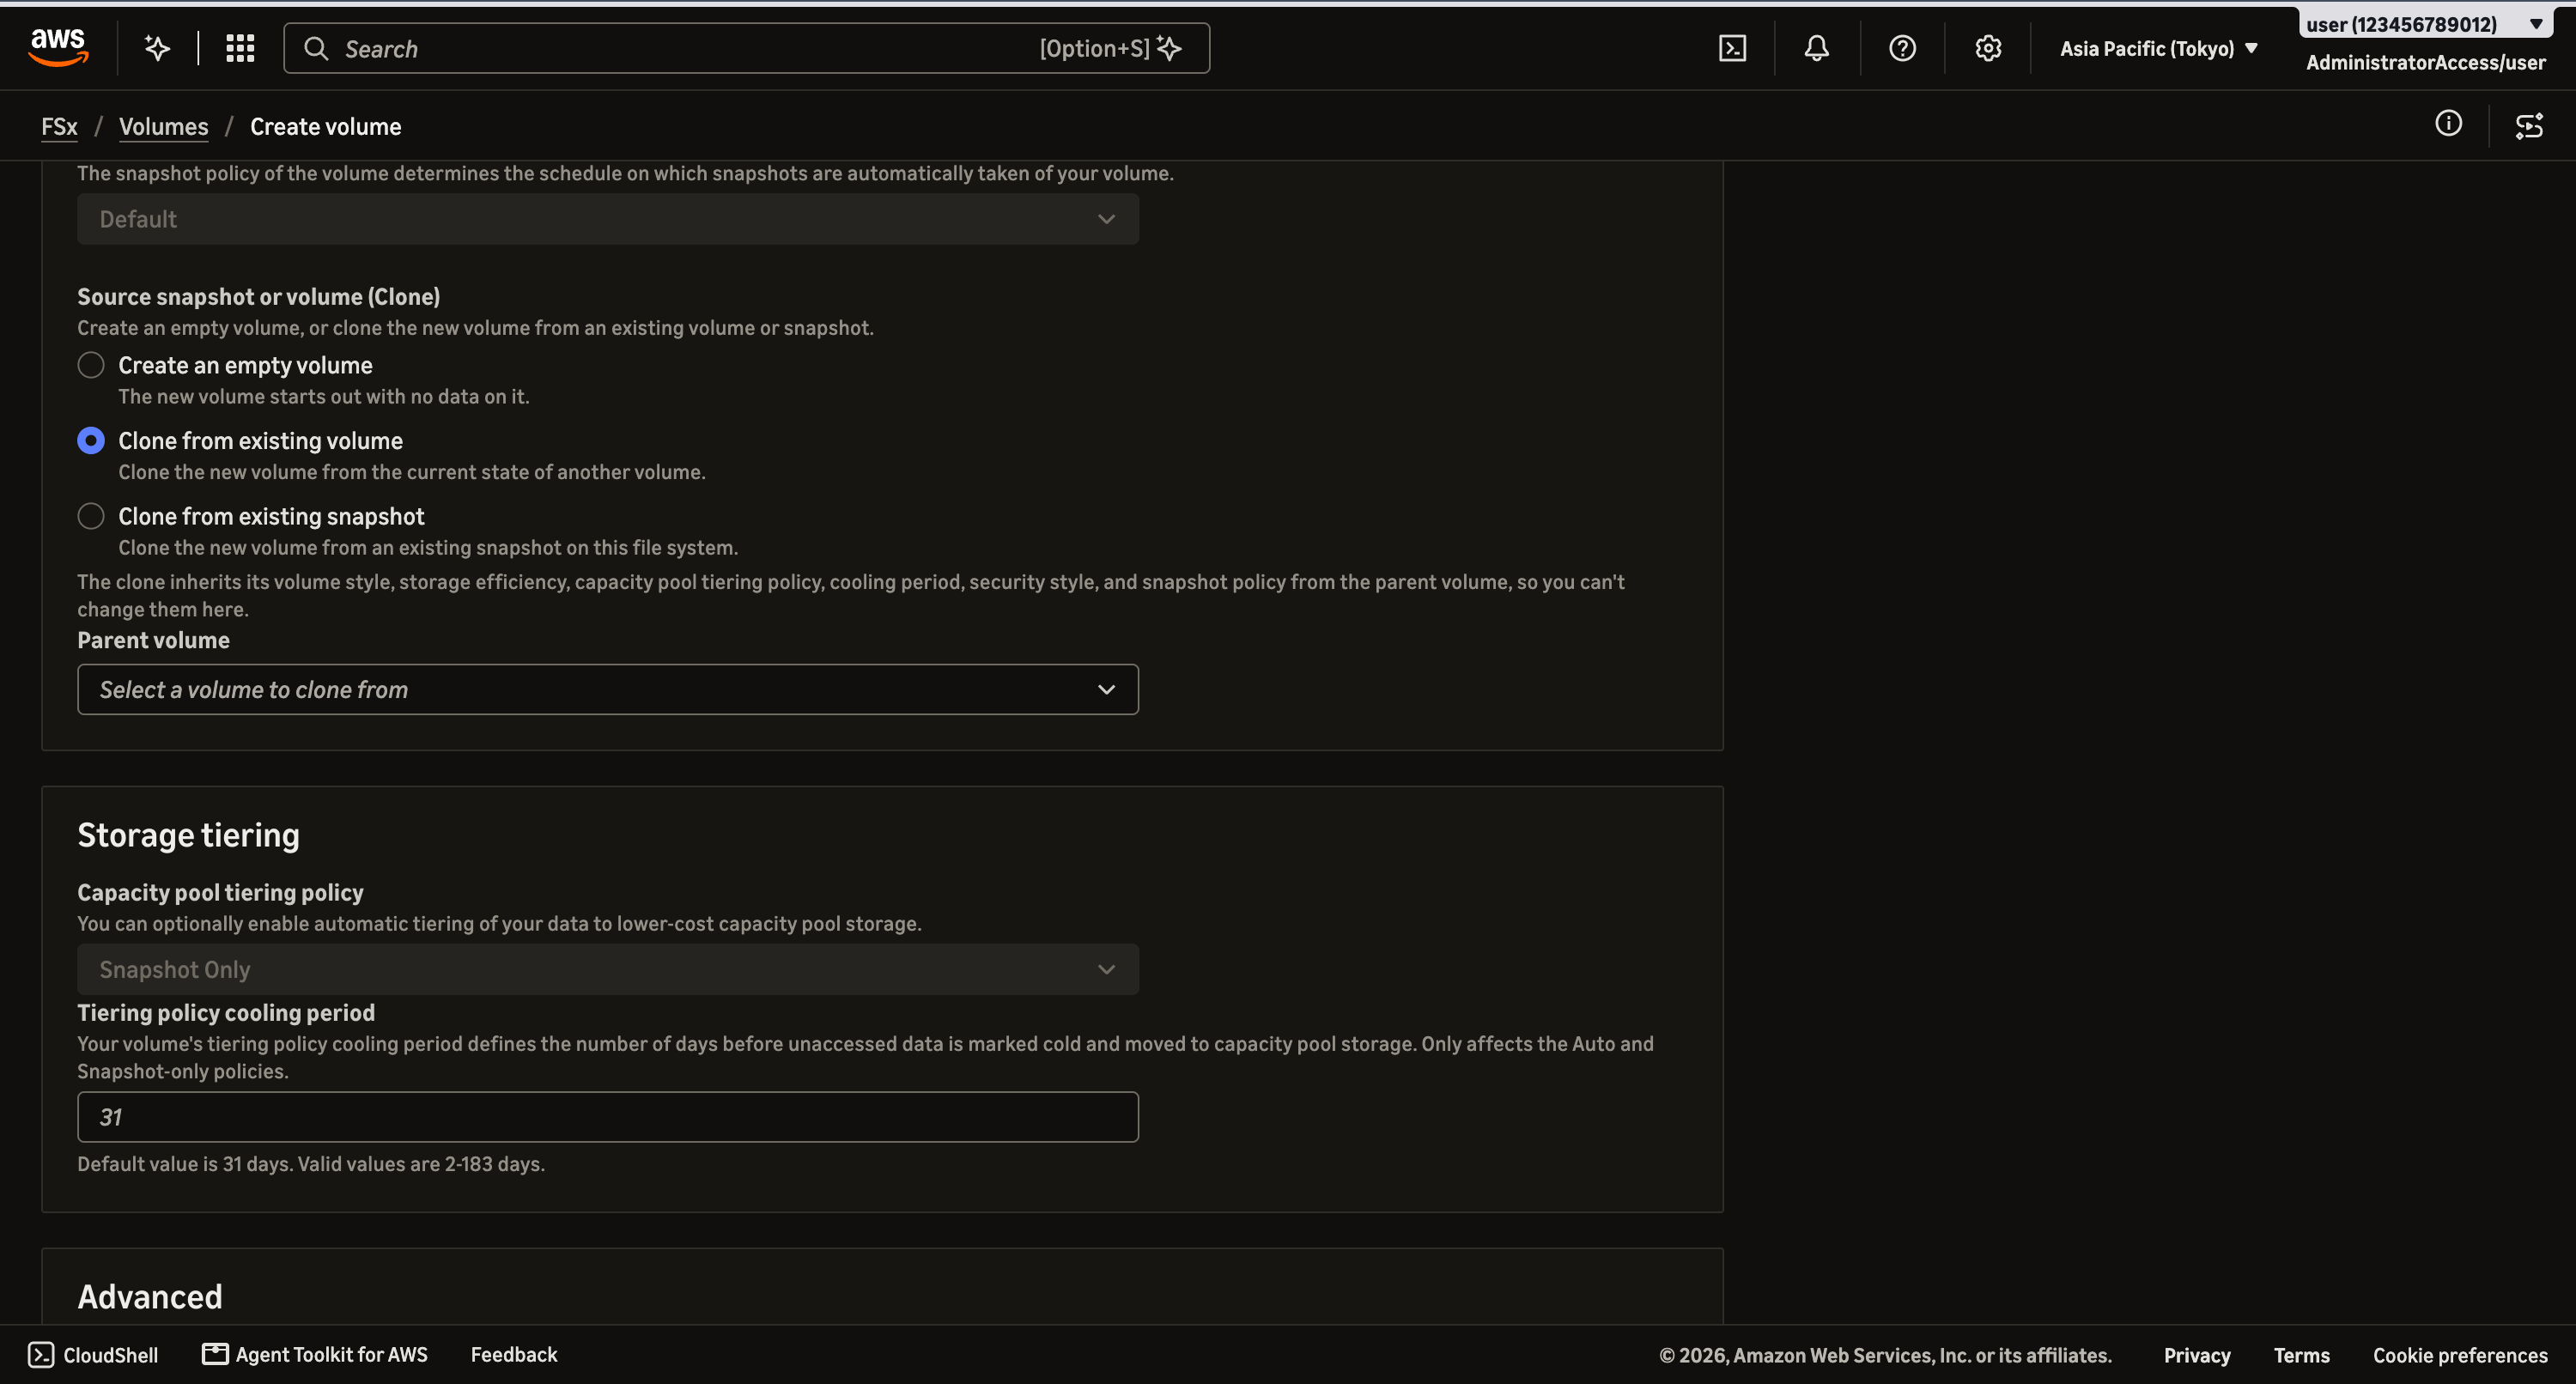 aws
Search
[Option+S]
Asia Pacific (Tokyo)
user (123456789012)
AdministratorAccess/user
FSx / Volumes / Create volume
The snapshot policy of the volume determines the schedule on which snapshots are automatically taken of your volume.
Default
Source snapshot or volume (Clone)
Create an empty volume, or clone the new volume from an existing volume or snapshot.
Create an empty volume
The new volume starts out with no data on it.
Clone from existing volume
Clone the new volume from the current state of another volume.
Clone from existing snapshot
Clone the new volume from an existing snapshot on this file system.
The clone inherits its volume style, storage efficiency, capacity pool tiering policy, cooling period, security style, and snapshot policy from the parent volume, so you can't
change them here.
Parent volume
Select a volume to clone from
Storage tiering
Capacity pool tiering policy
You can optionally enable automatic tiering of your data to lower-cost capacity pool storage.
Snapshot Only
Tiering policy cooling period
Your volume's tiering policy cooling period defines the number of days before unaccessed data is marked cold and moved to capacity pool storage. Only affects the Auto and
Snapshot-only policies.
31
Default value is 31 days. Valid values are 2-183 days.
Advanced
CloudShell
Agent Toolkit for AWS
Feedback
© 2026, Amazon Web Services, Inc. or its affiliates.
Privacy
Terms
Cookie preferences